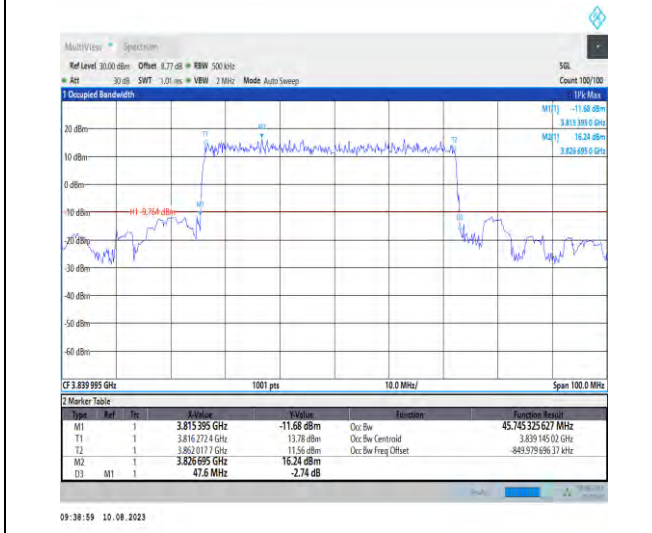 MultiView Spectrum
Ref Level 30.00 dBm Offset 8.77 dB RBW 500 kHz SGL
Att 30 dB SWT 1.01 ms VBW 2 MHz Mode Auto Sweep Count 100/100
1 Occupied Bandwidth 1Pk Max
M1[1] -11.68 dBm
3.815 395 0 GHz
M2[1] 16.24 dBm
3.826 695 0 GHz
20 dBm
T1
M2
T2
10 dBm
0 dBm
M1
-10 dBm
H1 -9.764 dBm
D3
-20 dBm
-30 dBm
-40 dBm
-50 dBm
-60 dBm
CF 3.839 995 GHz 1001 pts 10.0 MHz/ Span 100.0 MHz
2 Marker Table
Type Ref Trc X-Value Y-Value Function Function Result
M1 1 3.815 395 GHz -11.68 dBm Occ Bw 45.745 325 627 MHz
T1 1 3.816 272 4 GHz 13.78 dBm Occ Bw Centroid 3.839 145 02 GHz
T2 1 3.862 017 7 GHz 11.56 dBm Occ Bw Freq Offset -849.979 696 37 kHz
M2 1 3.826 695 GHz 16.24 dBm
D3 M1 1 47.6 MHz -2.74 dB
09:38:59 10.08.2023